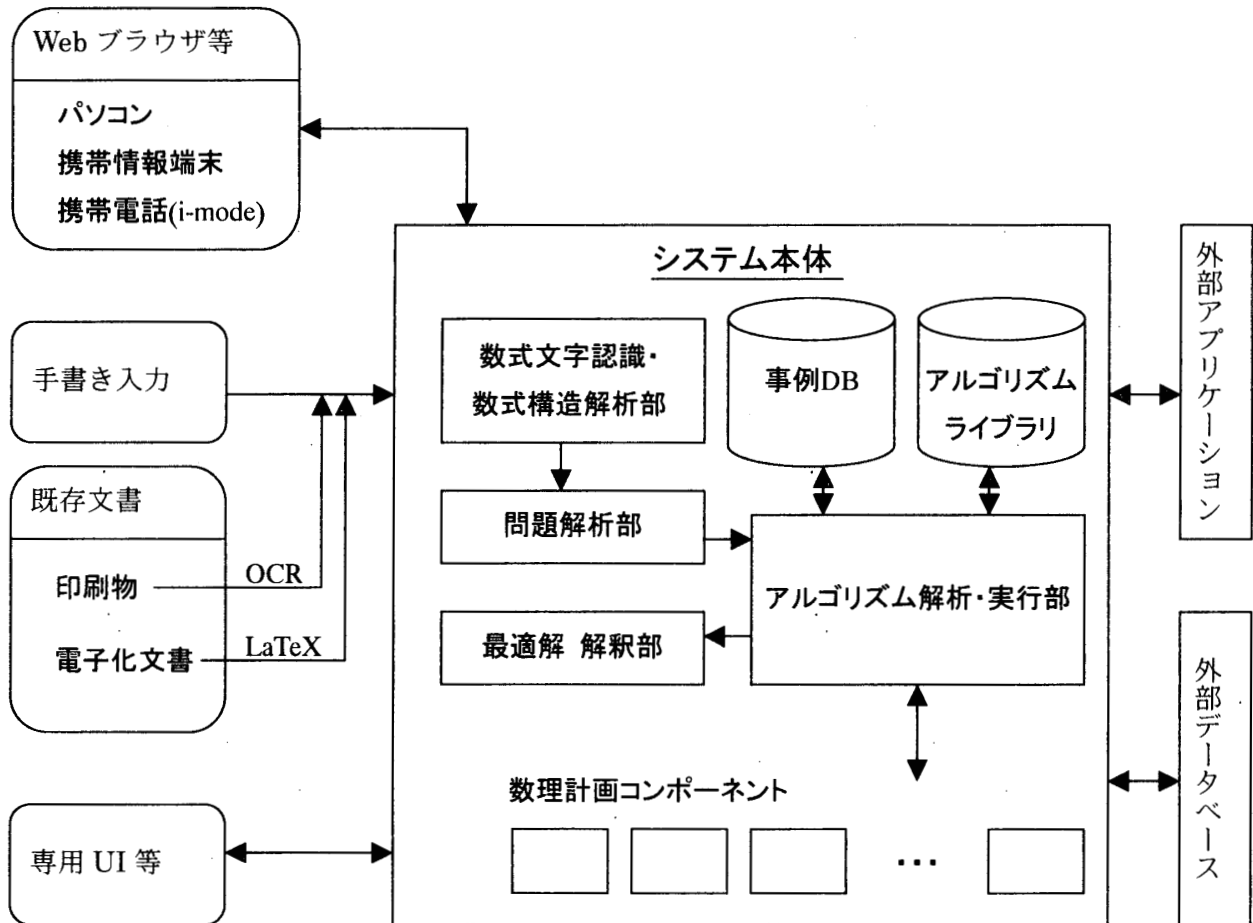 Web ブラウザ等
パソコン
携帯情報端末
携帯電話(i-mode)
手書き入力
既存文書
印刷物
OCR
電子化文書
LaTeX
専用 UI 等
システム本体
数式文字認識・
数式構造解析部
事例DB
アルゴリズム
ライブラリ
問題解析部
アルゴリズム解析・実行部
最適解 解釈部
数理計画コンポーネント
…
外部アプリケーション
外部データベース